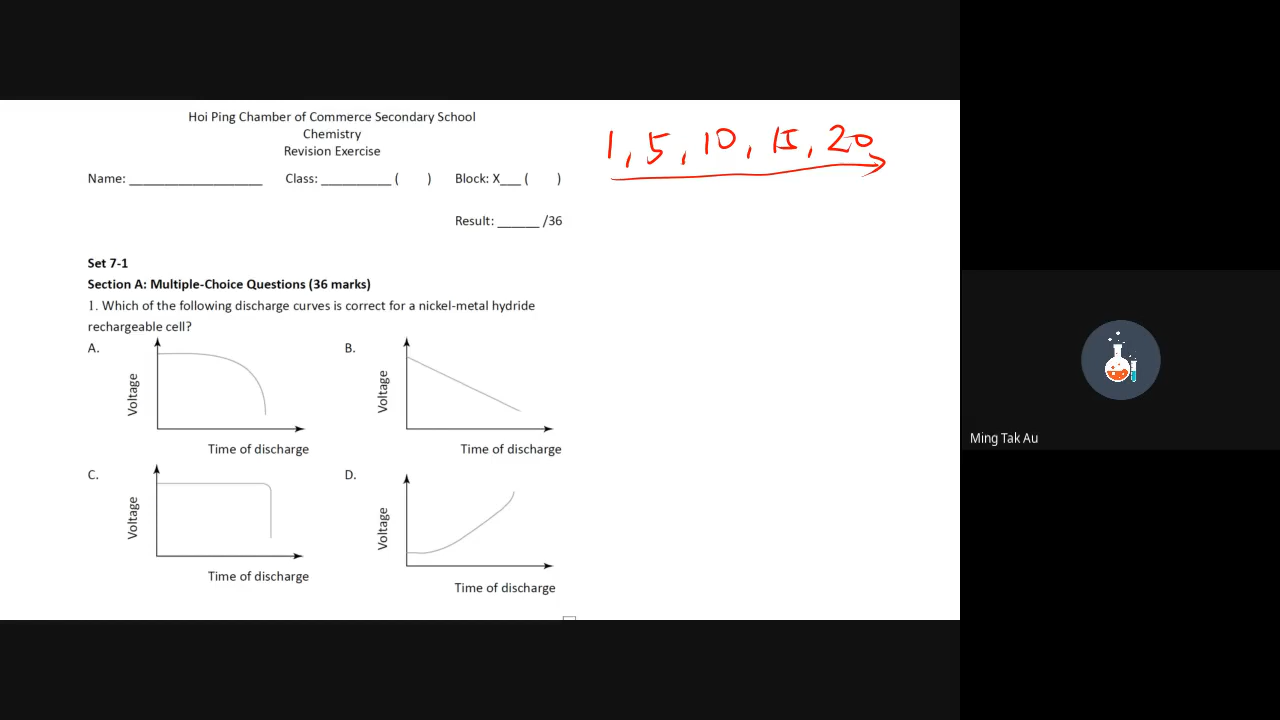 Hoi Ping Chamber of Commerce Secondary School
Chemistry
Revision Exercise
1, 5, 10, 15, 20
Name: ___________________ Class: __________ ( ) Block: X___ ( )
Result: ______ /36
Set 7-1
Section A: Multiple-Choice Questions (36 marks)
1. Which of the following discharge curves is correct for a nickel-metal hydride
rechargeable cell?
A.
Voltage
Time of discharge
B.
Voltage
Time of discharge
C.
Voltage
Time of discharge
D.
Voltage
Time of discharge
Ming Tak Au